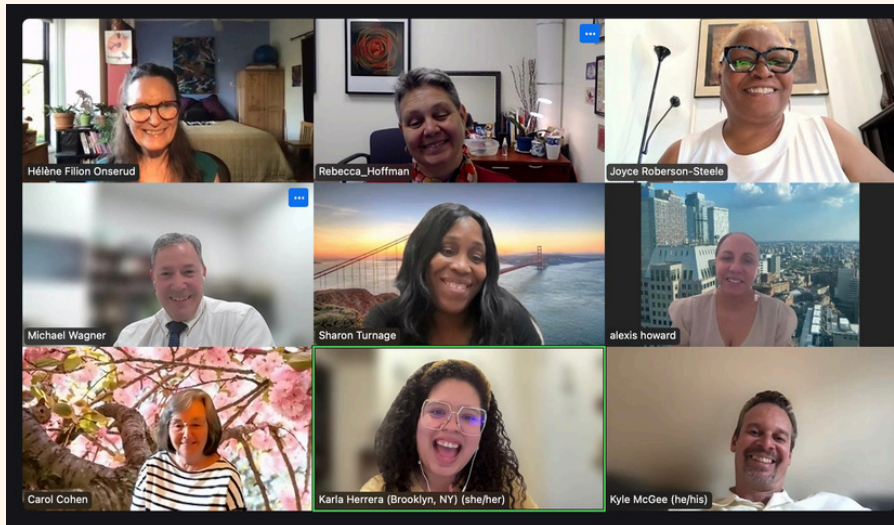 Hélène Filion Onserud
Rebecca_Hoffman
Joyce Roberson-Steele
Michael Wagner
Sharon Turnage
alexis howard
Carol Cohen
Karla Herrera (Brooklyn, NY) (she/her)
Kyle McGee (he/his)